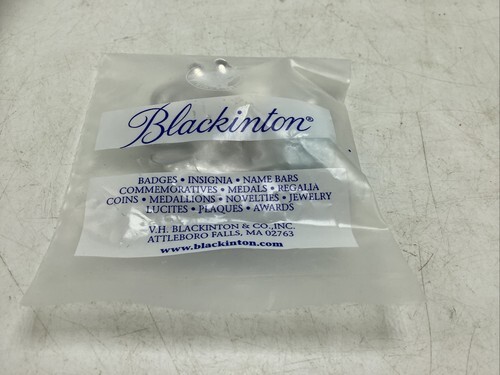 Blackinton®
BADGES • INSIGNIA • NAME BARS
COMMEMORATIVES • MEDALS • REGALIA
COINS • MEDALLIONS • NOVELTIES • JEWELRY
LUCITES • PLAQUES • AWARDS
V.H. BLACKINTON & CO.,INC.
ATTLEBORO FALLS, MA 02763
www.blackinton.com